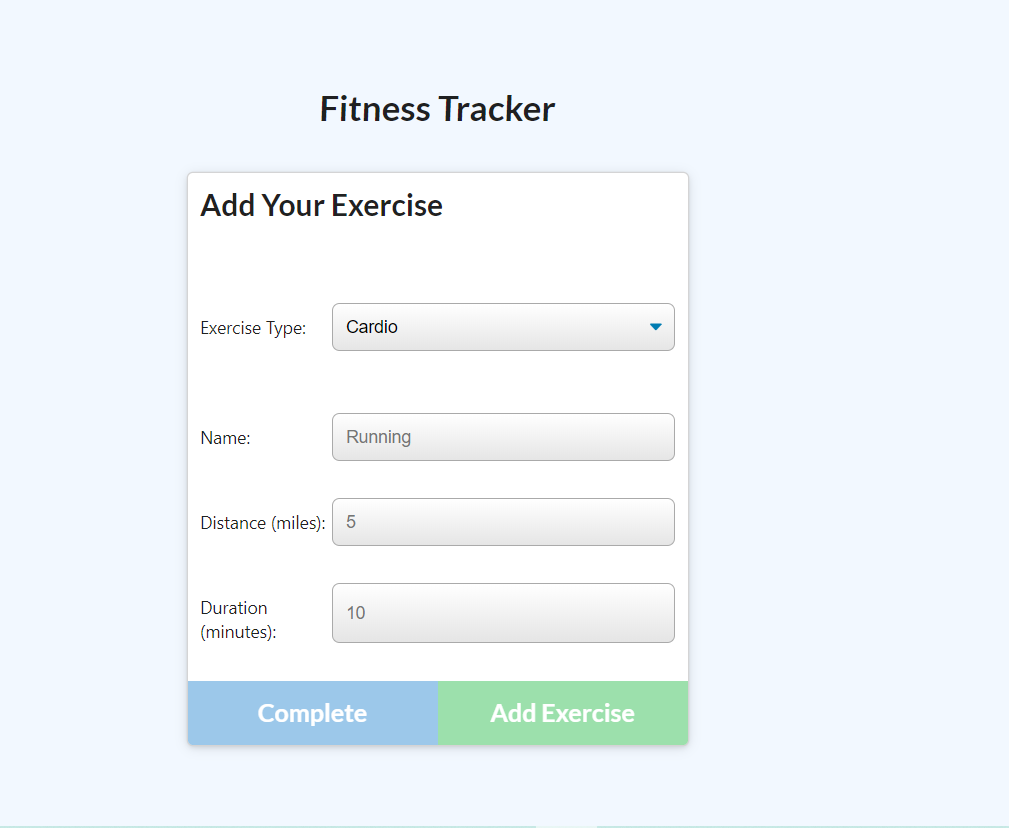 Fitness Tracker
Add Your Exercise
Exercise Type: Cardio
Name: Running
Distance (miles): 5
Duration
(minutes): 10
Complete Add Exercise